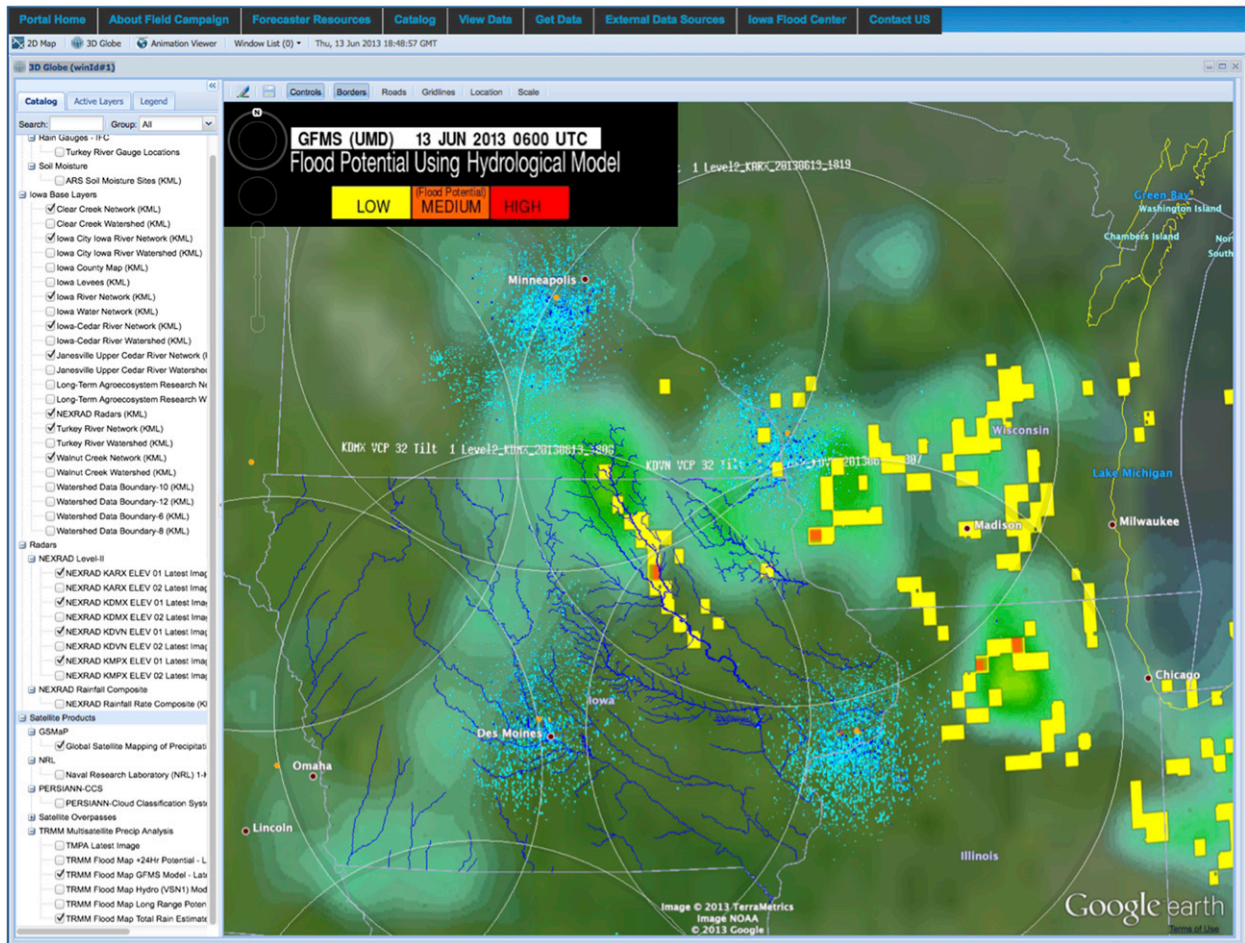 Portal Home About Field Campaign Forecaster Resources Catalog View Data Get Data External Data Sources Iowa Flood Center Contact US
2D Map 3D Globe Animation Viewer Window List (0) Thu, 13 Jun 2013 18:48:57 GMT
3D Globe (winId#1)
Catalog Active Layers Legend
Controls Borders Roads Gridlines Location Scale
Search: Group: All
Rain Gauges - IFC
Turkey River Gauge Locations
Soil Moisture
ARS Soil Moisture Sites (KML)
Iowa Base Layers
Clear Creek Network (KML)
Clear Creek Watershed (KML)
Iowa City Iowa River Network (KML)
Iowa City Iowa River Watershed (KML)
Iowa County Map (KML)
Iowa Levees (KML)
Iowa River Network (KML)
Iowa Water Network (KML)
Iowa-Cedar River Network (KML)
Iowa-Cedar River Watershed (KML)
Janesville Upper Cedar River Network (
Janesville Upper Cedar River Watershed
Long-Term Agroecosystem Research Ne
Long-Term Agroecosystem Research W
NEXRAD Radars (KML)
Turkey River Network (KML)
Turkey River Watershed (KML)
Walnut Creek Network (KML)
Walnut Creek Watershed (KML)
Watershed Data Boundary-10 (KML)
Watershed Data Boundary-12 (KML)
Watershed Data Boundary-6 (KML)
Watershed Data Boundary-8 (KML)
Radars
NEXRAD Level-II
NEXRAD KARX ELEV 01 Latest Imag
NEXRAD KARX ELEV 02 Latest Imag
NEXRAD KDMX ELEV 01 Latest Imag
NEXRAD KDMX ELEV 02 Latest Imag
NEXRAD KDVN ELEV 01 Latest Imag
NEXRAD KDVN ELEV 02 Latest Imag
NEXRAD KMPX ELEV 01 Latest Imag
NEXRAD KMPX ELEV 02 Latest Imag
NEXRAD Rainfall Composite
NEXRAD Rainfall Rate Composite (K
Satellite Products
GSMaP
Global Satellite Mapping of Precipitati
NRL
Naval Research Laboratory (NRL) 1-H
PERSIANN-CCS
PERSIANN-Cloud Classification Syste
Satellite Overpasses
TRMM Multisatellite Precip Analysis
TMPA Latest Image
TRMM Flood Map +24Hr Potential - L
TRMM Flood Map GFMS Model - Late
TRMM Flood Map Hydro (VSN1) Mod
TRMM Flood Map Long Range Poten
TRMM Flood Map Total Rain Estimate
N
GFMS (UMD) 13 JUN 2013 0600 UTC
Flood Potential Using Hydrological Model
(Flood Potential)
LOW MEDIUM HIGH
1 Level2_KARX_20130613_1819
Green Bay
Washington Island
Chambers Island
Nor
South
Minneapolis
KDMX VCP 32 Tilt 1 Level2_KDMX_20130613_1806
KDVN VCP 32 Tilt
307
Wisconsin
Lake Michigan
Madison
Milwaukee
Chicago
Iowa
Des Moines
Omaha
Lincoln
Illinois
Image © 2013 TerraMetrics
Image NOAA
© 2013 Google
Google earth
Terms of Use